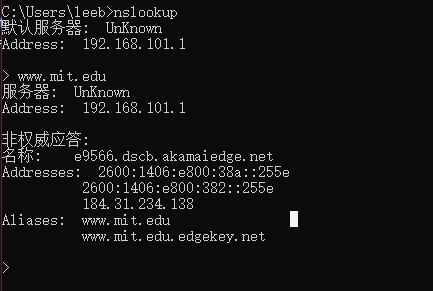 C:\Users\leeb>nslookup
默认服务器:  UnKnown
Address:  192.168.101.1
> www.mit.edu
服务器:  UnKnown
Address:  192.168.101.1
非权威应答:
名称:    e9566.dscb.akamaiedge.net
Addresses:  2600:1406:e800:38a::255e
2600:1406:e800:382::255e
184.31.234.138
Aliases:  www.mit.edu
www.mit.edu.edgekey.net
>